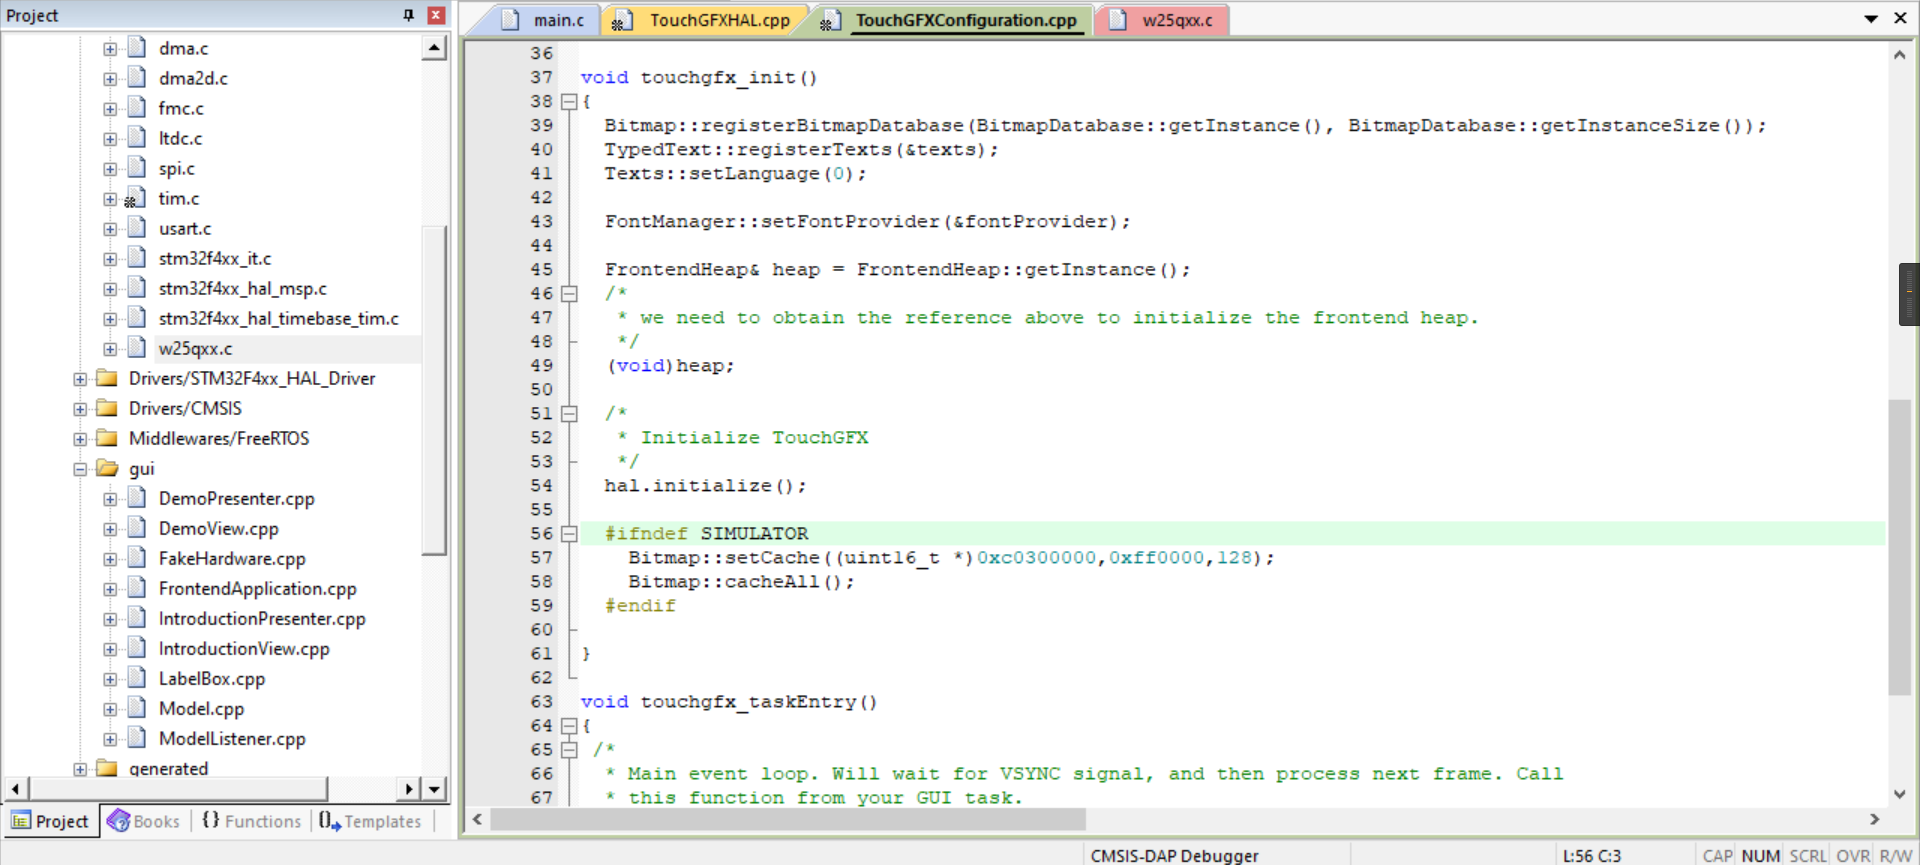 Project
dma.c
dma2d.c
fmc.c
ltdc.c
spi.c
tim.c
usart.c
stm32f4xx_it.c
stm32f4xx_hal_msp.c
stm32f4xx_hal_timebase_tim.c
w25qxx.c
Drivers/STM32F4xx_HAL_Driver
Drivers/CMSIS
Middlewares/FreeRTOS
gui
DemoPresenter.cpp
DemoView.cpp
FakeHardware.cpp
FrontendApplication.cpp
IntroductionPresenter.cpp
IntroductionView.cpp
LabelBox.cpp
Model.cpp
ModelListener.cpp
generated
Project Books {} Functions Templates
main.c TouchGFXHAL.cpp TouchGFXConfiguration.cpp w25qxx.c
36
37 void touchgfx_init()
38 {
39 Bitmap::registerBitmapDatabase(BitmapDatabase::getInstance(), BitmapDatabase::getInstanceSize());
40 TypedText::registerTexts(&texts);
41 Texts::setLanguage(0);
42
43 FontManager::setFontProvider(&fontProvider);
44
45 FrontendHeap& heap = FrontendHeap::getInstance();
46 /*
47 * we need to obtain the reference above to initialize the frontend heap.
48 */
49 (void)heap;
50
51 /*
52 * Initialize TouchGFX
53 */
54 hal.initialize();
55
56 #ifndef SIMULATOR
57 Bitmap::setCache((uint16_t *)0xc0300000,0xff0000,128);
58 Bitmap::cacheAll();
59 #endif
60
61 }
62
63 void touchgfx_taskEntry()
64 {
65 /*
66 * Main event loop. Will wait for VSYNC signal, and then process next frame. Call
67 * this function from your GUI task.
CMSIS-DAP Debugger L:56 C:3 CAP NUM SCRL OVR R/W